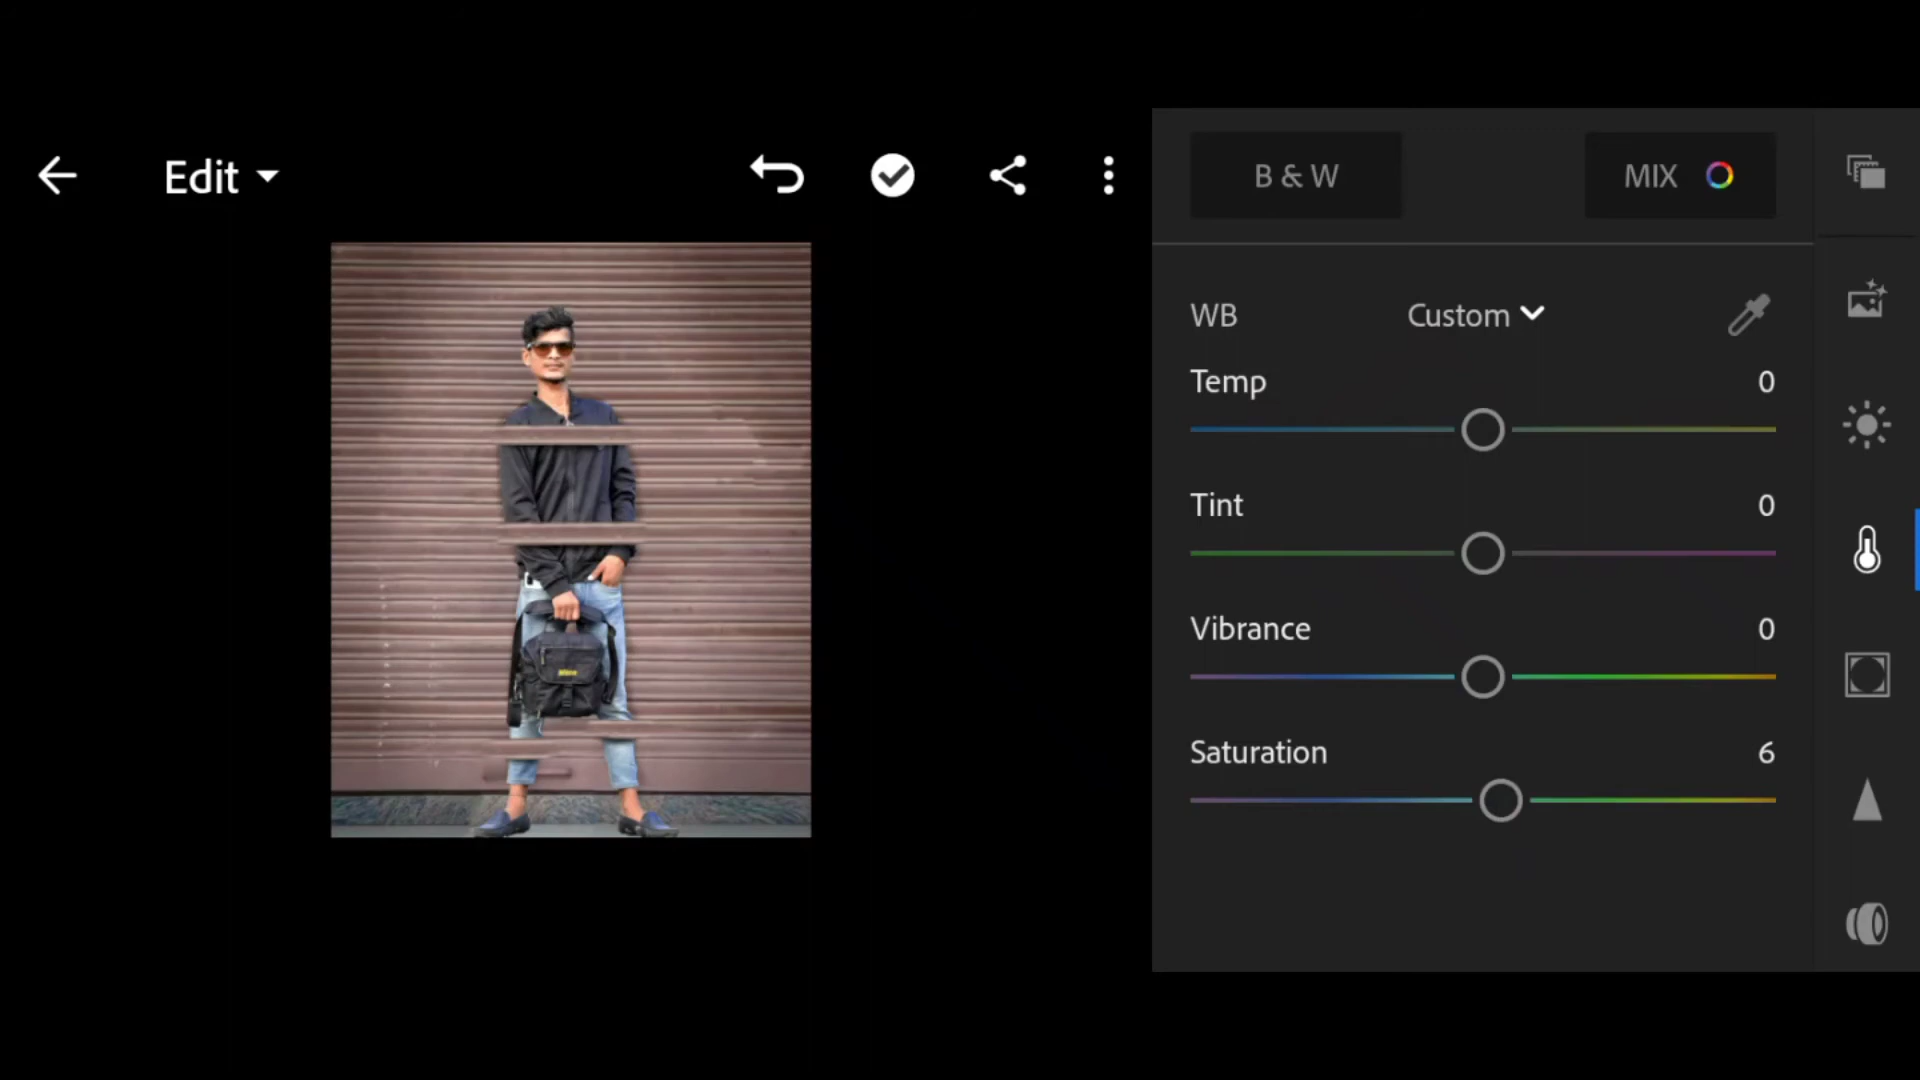 Edit
B & W
MIX
WB
Custom
Temp
0
Tint
0
Vibrance
0
Saturation
6